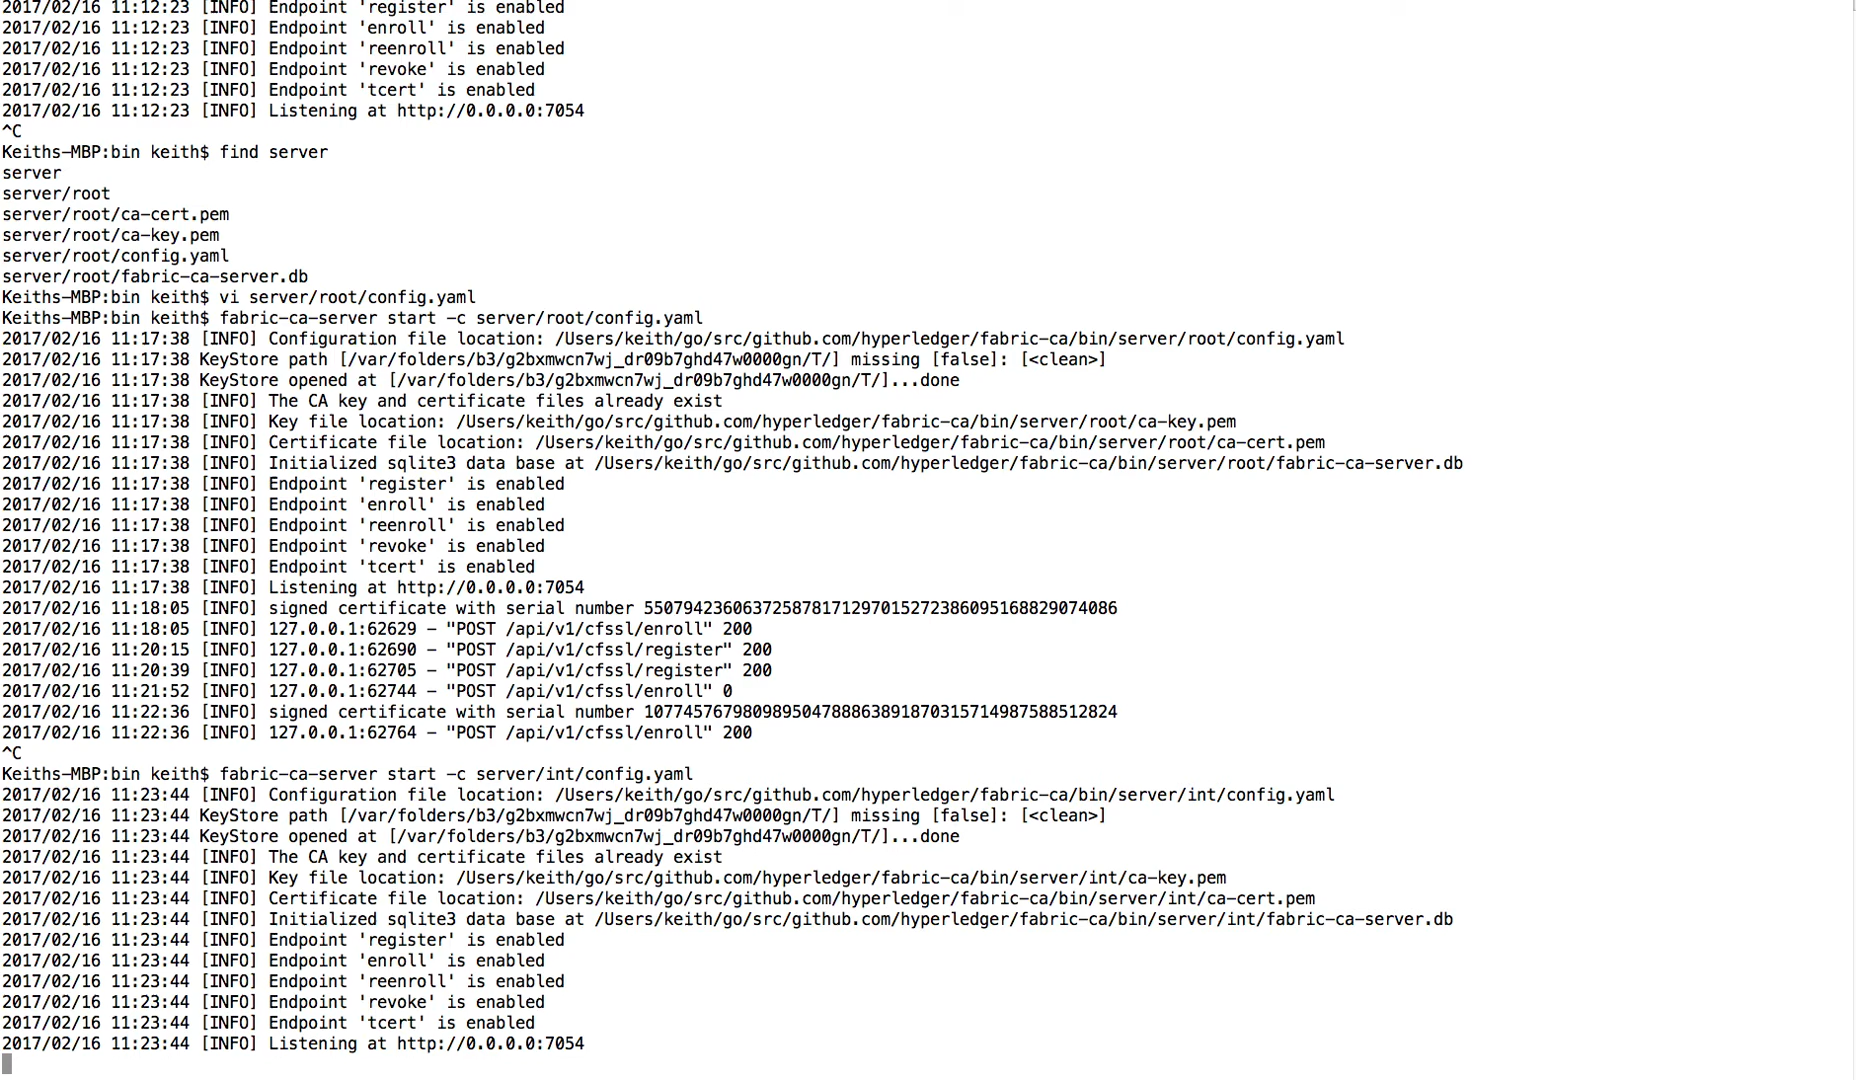 2017/02/16 11:12:23 [INFO] Endpoint 'register' is enabled
2017/02/16 11:12:23 [INFO] Endpoint 'enroll' is enabled
2017/02/16 11:12:23 [INFO] Endpoint 'reenroll' is enabled
2017/02/16 11:12:23 [INFO] Endpoint 'revoke' is enabled
2017/02/16 11:12:23 [INFO] Endpoint 'tcert' is enabled
2017/02/16 11:12:23 [INFO] Listening at http://0.0.0.0:7054
^C
Keiths-MBP:bin keith$ find server
server
server/root
server/root/ca-cert.pem
server/root/ca-key.pem
server/root/config.yaml
server/root/fabric-ca-server.db
Keiths-MBP:bin keith$ vi server/root/config.yaml
Keiths-MBP:bin keith$ fabric-ca-server start -c server/root/config.yaml
2017/02/16 11:17:38 [INFO] Configuration file location: /Users/keith/go/src/github.com/hyperledger/fabric-ca/bin/server/root/config.yaml
2017/02/16 11:17:38 KeyStore path [/var/folders/b3/g2bxmwcn7wj_dr09b7ghd47w0000gn/T/] missing [false]: [<clean>]
2017/02/16 11:17:38 KeyStore opened at [/var/folders/b3/g2bxmwcn7wj_dr09b7ghd47w0000gn/T/]...done
2017/02/16 11:17:38 [INFO] The CA key and certificate files already exist
2017/02/16 11:17:38 [INFO] Key file location: /Users/keith/go/src/github.com/hyperledger/fabric-ca/bin/server/root/ca-key.pem
2017/02/16 11:17:38 [INFO] Certificate file location: /Users/keith/go/src/github.com/hyperledger/fabric-ca/bin/server/root/ca-cert.pem
2017/02/16 11:17:38 [INFO] Initialized sqlite3 data base at /Users/keith/go/src/github.com/hyperledger/fabric-ca/bin/server/root/fabric-ca-server.db
2017/02/16 11:17:38 [INFO] Endpoint 'register' is enabled
2017/02/16 11:17:38 [INFO] Endpoint 'enroll' is enabled
2017/02/16 11:17:38 [INFO] Endpoint 'reenroll' is enabled
2017/02/16 11:17:38 [INFO] Endpoint 'revoke' is enabled
2017/02/16 11:17:38 [INFO] Endpoint 'tcert' is enabled
2017/02/16 11:17:38 [INFO] Listening at http://0.0.0.0:7054
2017/02/16 11:18:05 [INFO] signed certificate with serial number 550794236063725878171297015272386095168829074086
2017/02/16 11:18:05 [INFO] 127.0.0.1:62629 - "POST /api/v1/cfssl/enroll" 200
2017/02/16 11:20:15 [INFO] 127.0.0.1:62690 - "POST /api/v1/cfssl/register" 200
2017/02/16 11:20:39 [INFO] 127.0.0.1:62705 - "POST /api/v1/cfssl/register" 200
2017/02/16 11:21:52 [INFO] 127.0.0.1:62744 - "POST /api/v1/cfssl/enroll" 0
2017/02/16 11:22:36 [INFO] signed certificate with serial number 107745767980989504788863891870315714987588512824
2017/02/16 11:22:36 [INFO] 127.0.0.1:62764 - "POST /api/v1/cfssl/enroll" 200
^C
Keiths-MBP:bin keith$ fabric-ca-server start -c server/int/config.yaml
2017/02/16 11:23:44 [INFO] Configuration file location: /Users/keith/go/src/github.com/hyperledger/fabric-ca/bin/server/int/config.yaml
2017/02/16 11:23:44 KeyStore path [/var/folders/b3/g2bxmwcn7wj_dr09b7ghd47w0000gn/T/] missing [false]: [<clean>]
2017/02/16 11:23:44 KeyStore opened at [/var/folders/b3/g2bxmwcn7wj_dr09b7ghd47w0000gn/T/]...done
2017/02/16 11:23:44 [INFO] The CA key and certificate files already exist
2017/02/16 11:23:44 [INFO] Key file location: /Users/keith/go/src/github.com/hyperledger/fabric-ca/bin/server/int/ca-key.pem
2017/02/16 11:23:44 [INFO] Certificate file location: /Users/keith/go/src/github.com/hyperledger/fabric-ca/bin/server/int/ca-cert.pem
2017/02/16 11:23:44 [INFO] Initialized sqlite3 data base at /Users/keith/go/src/github.com/hyperledger/fabric-ca/bin/server/int/fabric-ca-server.db
2017/02/16 11:23:44 [INFO] Endpoint 'register' is enabled
2017/02/16 11:23:44 [INFO] Endpoint 'enroll' is enabled
2017/02/16 11:23:44 [INFO] Endpoint 'reenroll' is enabled
2017/02/16 11:23:44 [INFO] Endpoint 'revoke' is enabled
2017/02/16 11:23:44 [INFO] Endpoint 'tcert' is enabled
2017/02/16 11:23:44 [INFO] Listening at http://0.0.0.0:7054